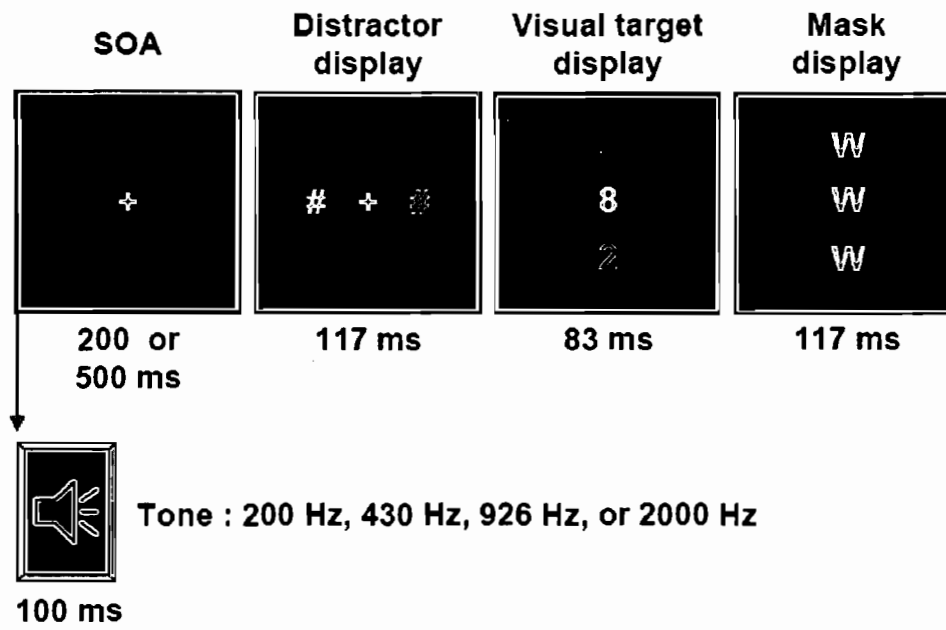 SOA
Distractor
display
Visual target
display
Mask
display
+
# + #
8
2
W
W
W
200 or
500 ms
117 ms
83 ms
117 ms
Tone : 200 Hz, 430 Hz, 926 Hz, or 2000 Hz
100 ms